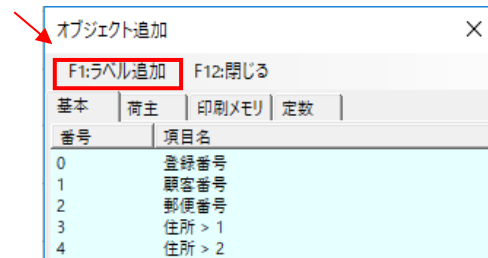 オブジェクト追加
F1:ラベル追加 F12:閉じる
基本 荷主 印刷メモリ 定数
番号 項目名
0 登録番号
1 顧客番号
2 郵便番号
3 住所 > 1
4 住所 > 2